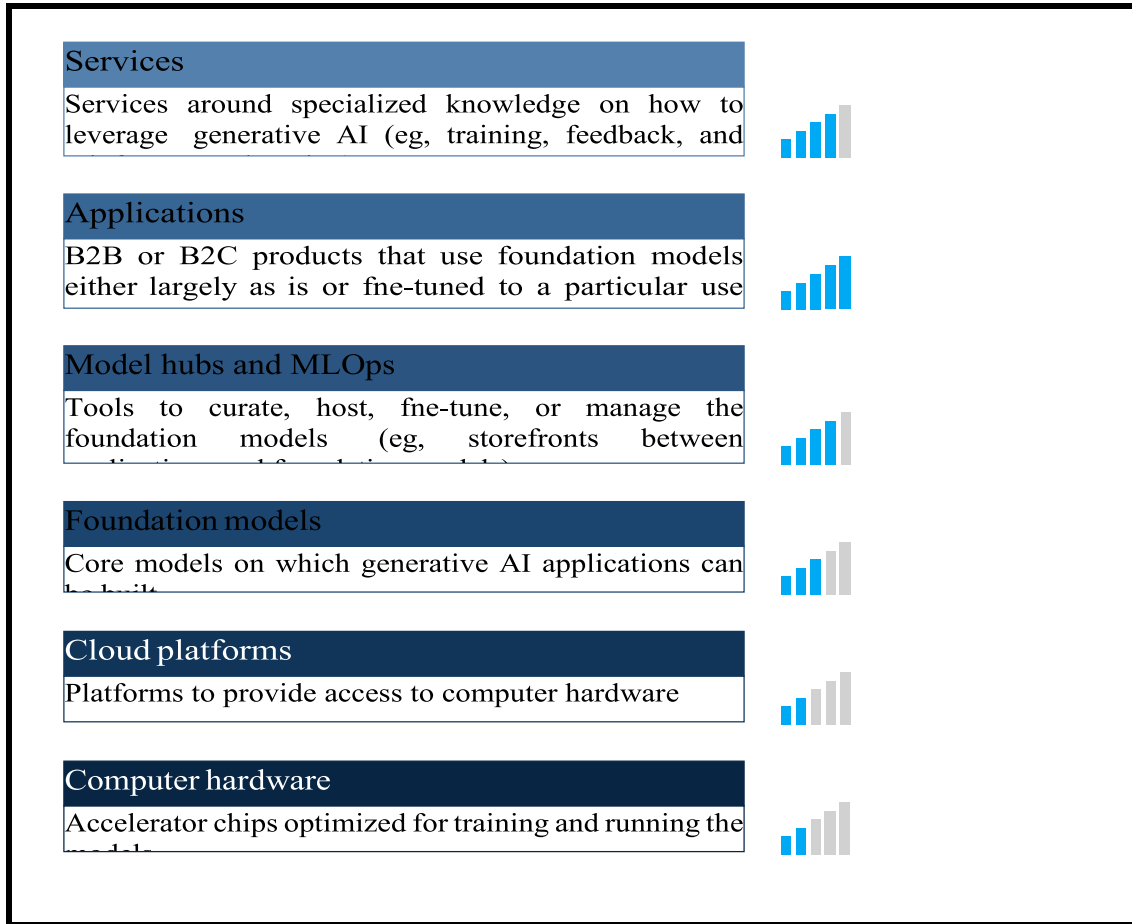 Services
Services around specialized knowledge on how to
leverage generative AI (eg, training, feedback, and
Applications
B2B or B2C products that use foundation models
either largely as is or fne-tuned to a particular use
Model hubs and MLOps
Tools to curate, host, fne-tune, or manage the
foundation models (eg, storefronts between
Foundation models
Core models on which generative AI applications can
be built
Cloud platforms
Platforms to provide access to computer hardware
Computer hardware
Accelerator chips optimized for training and running the
models